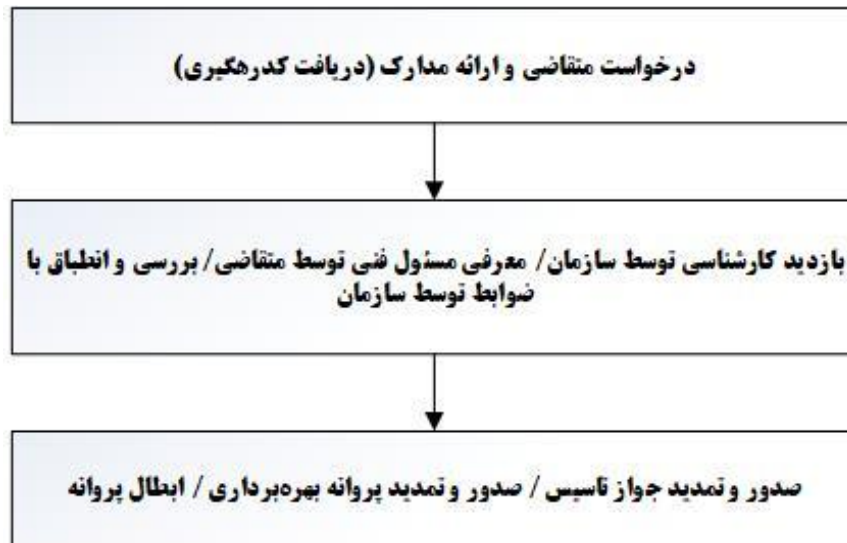 درخواست متقاضی و ارائه مدارک (دریافت کدرهگیری)
بازدید کارشناسی توسط سازمان/ معرفی مسئول فنی توسط متقاضی/ بررسی و انطباق با
ضوابط توسط سازمان
صدور و تمدید جواز تاسیس / صدور و تمدید پروانه بهره‌برداری / ابطال پروانه